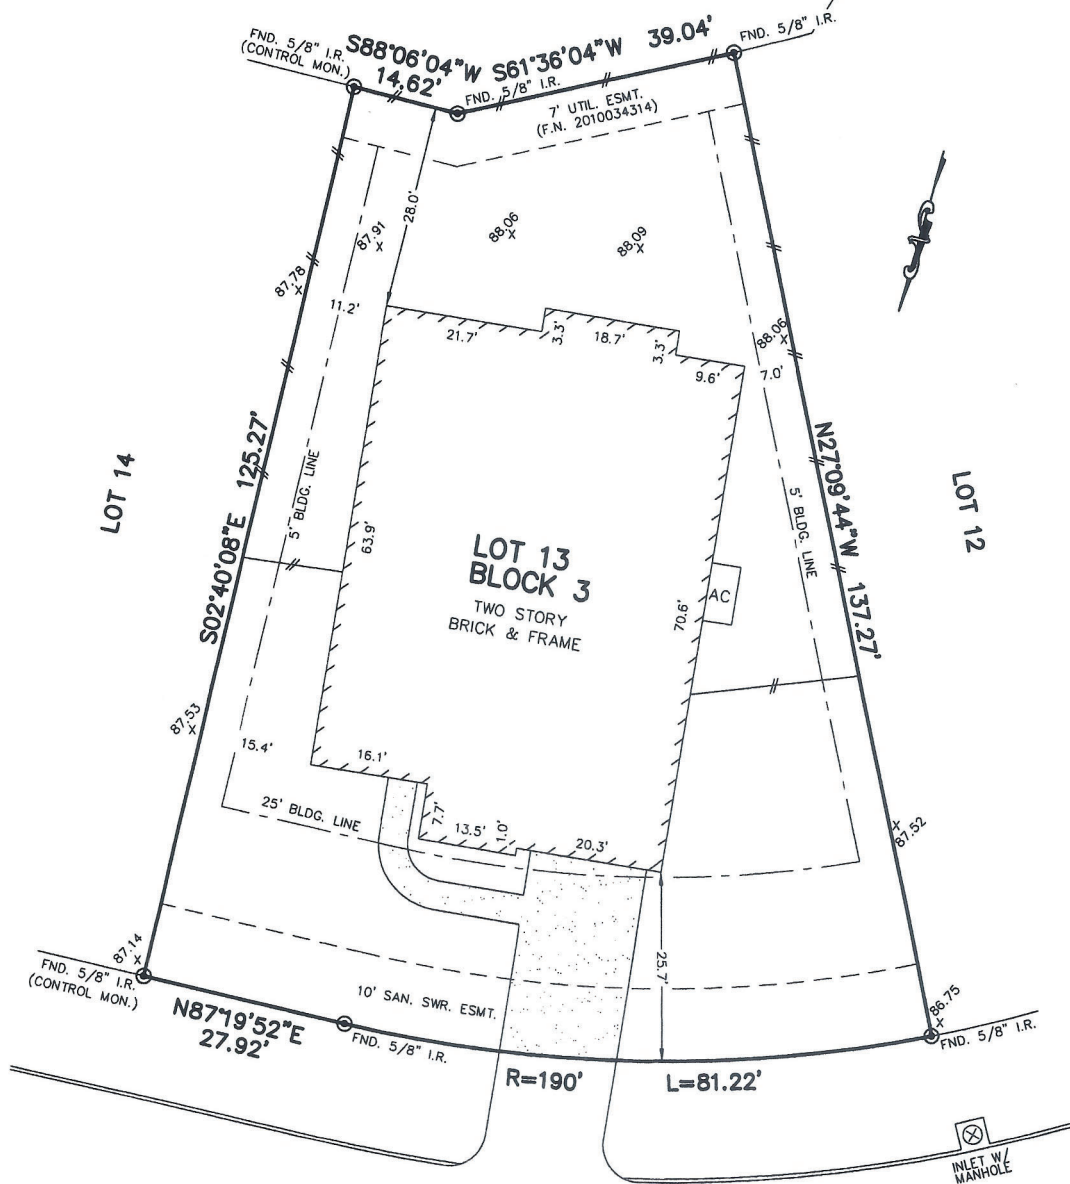 FND. 5/8" I.R.
(CONTROL MON.)
S88°06'04"W
14.62'
S61°36'04"W 39.04'
FND. 5/8" I.R.
FND. 5/8" I.R.
7' UTIL. ESMT.
(F.N. 2010034314)
28.0'
87.91
88.06
88.09
87.78
11.2'
21.7'
3.3'
18.7'
3.3'
9.6'
7.0'
88.06
LOT 14
S02°40'08"E 125.27'
5' BLDG. LINE
63.9'
LOT 13
BLOCK 3
TWO STORY
BRICK & FRAME
70.6'
AC
5' BLDG. LINE
N27°09'44"W 137.27'
LOT 12
87.53
15.4'
16.1'
25' BLDG. LINE
7.7'
13.5'
1.0'
20.3'
87.52
25.7'
87.14
FND. 5/8" I.R.
(CONTROL MON.)
N87°19'52"E
27.92'
10' SAN. SWR. ESMT.
FND. 5/8" I.R.
R=190'
L=81.22'
86.75
FND. 5/8" I.R.
INLET W/
MANHOLE